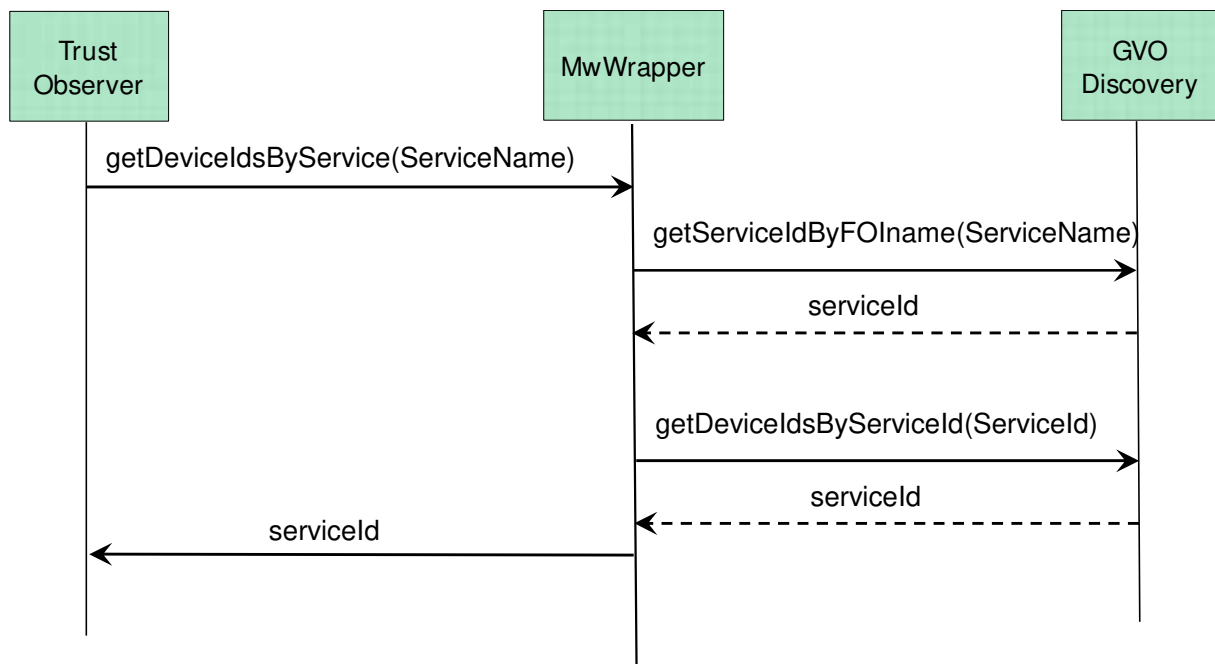 Trust
Observer
MwWrapper
GVO
Discovery
getDeviceIdsByService(ServiceName)
getServiceIdByFOIname(ServiceName)
serviceId
getDeviceIdsByServiceId(ServiceId)
serviceId
serviceId